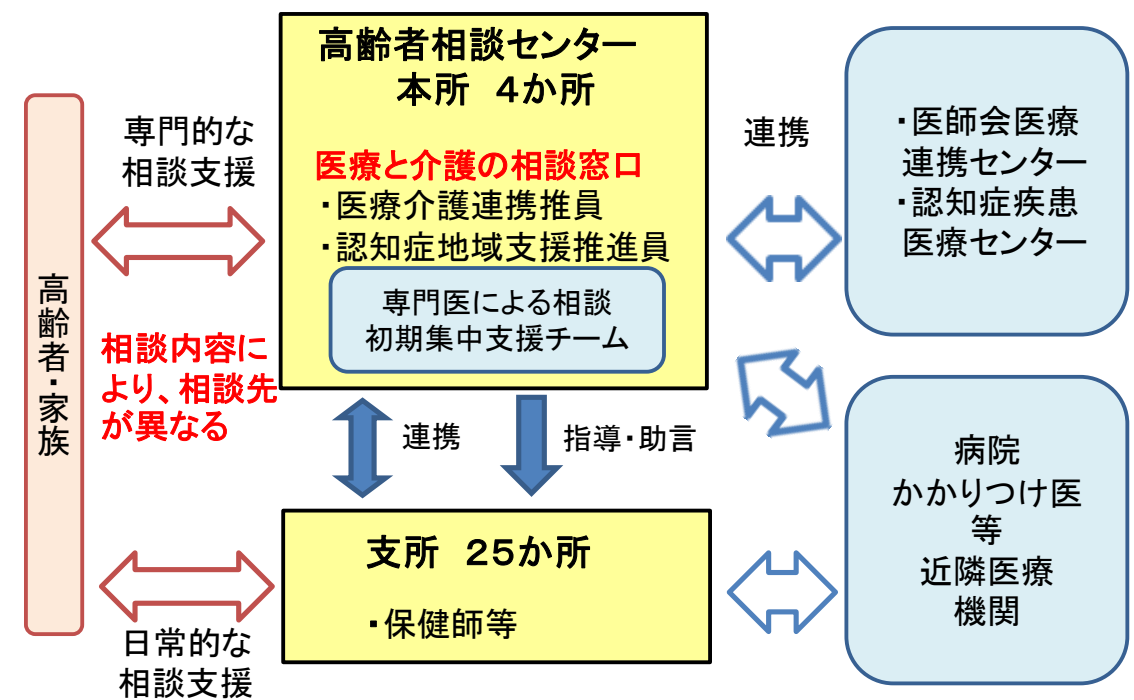 高齢者・家族
専門的な
相談支援
相談内容に
より、相談先
が異なる
日常的な
相談支援
高齢者相談センター
本所 4か所
医療と介護の相談窓口
・医療介護連携推員
・認知症地域支援推進員
専門医による相談
初期集中支援チーム
連携
指導・助言
支所 25か所
・保健師等
連携
・医師会医療
連携センター
・認知症疾患
医療センター
病院
かかりつけ医
等
近隣医療
機関